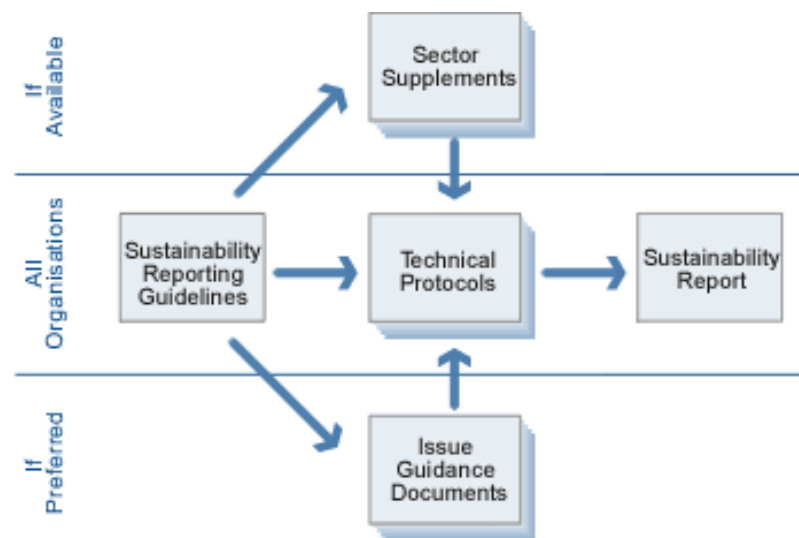 If
Available
Sector
Supplements
All
Organisations
Sustainability
Reporting
Guidelines
Technical
Protocols
Sustainability
Report
If
Preferred
Issue
Guidance
Documents